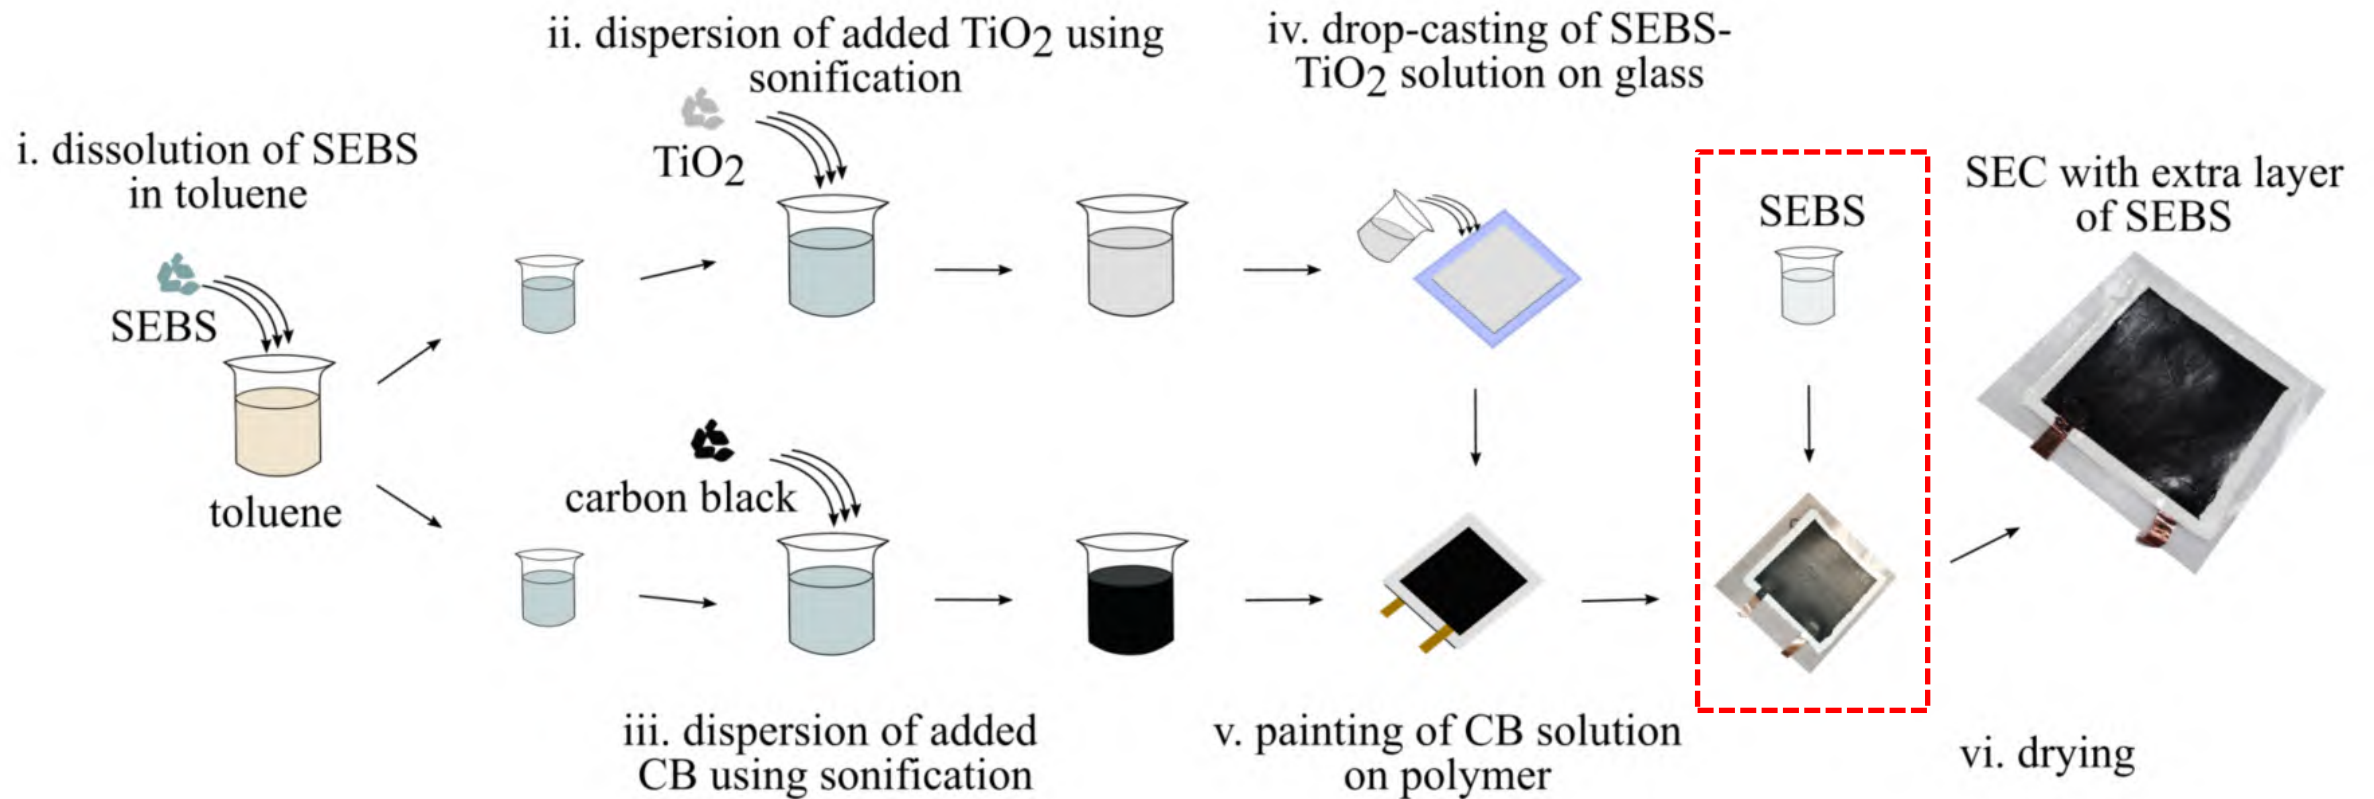 i. dissolution of SEBS
in toluene
SEBS
toluene
ii. dispersion of added TiO2 using
sonification
TiO2
carbon black
iii. dispersion of added
CB using sonification
iv. drop-casting of SEBS-
TiO2 solution on glass
v. painting of CB solution
on polymer
SEBS
SEC with extra layer
of SEBS
vi. drying